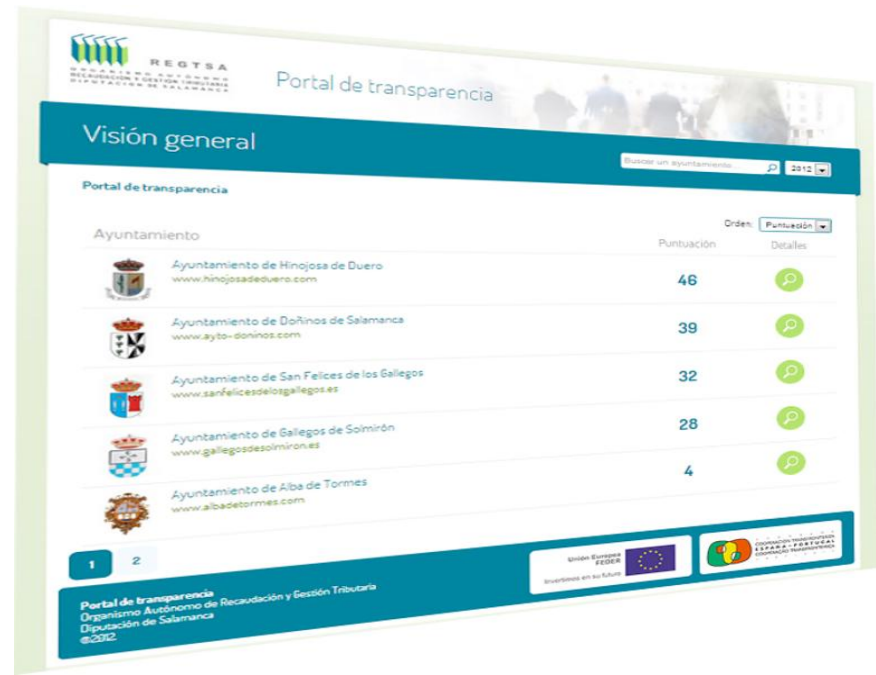 REGTSA
ORGANISMO AUTÓNOMO
RECAUDACIÓN Y GESTIÓN TRIBUTARIA
DIPUTACIÓN DE SALAMANCA
Portal de transparencia
Visión general
Buscar un ayuntamiento
2012
Portal de transparencia
Orden: Puntuación
Ayuntamiento Puntuación Detalles
Ayuntamiento de Hinojosa de Duero
www.hinojosadeduero.com
46
Ayuntamiento de Doñinos de Salamanca
www.ayto-doninos.com
39
Ayuntamiento de San Felices de los Gallegos
www.sanfelicesdelosgallegos.es
32
Ayuntamiento de Gallegos de Solmirón
www.gallegosdesolmiron.es
28
Ayuntamiento de Alba de Tormes
www.albadetormes.com
4
1 2
Portal de transparencia
Organismo Autónomo de Recaudación y Gestión Tributaria
Diputación de Salamanca
©2012
Unión Europea
FEDER
Invertimos en su futuro
COOPERACIÓN TRANSFRONTERIZA
ESPAÑA-PORTUGAL
COOPERAÇÃO TRANSFRONTEIRIÇA